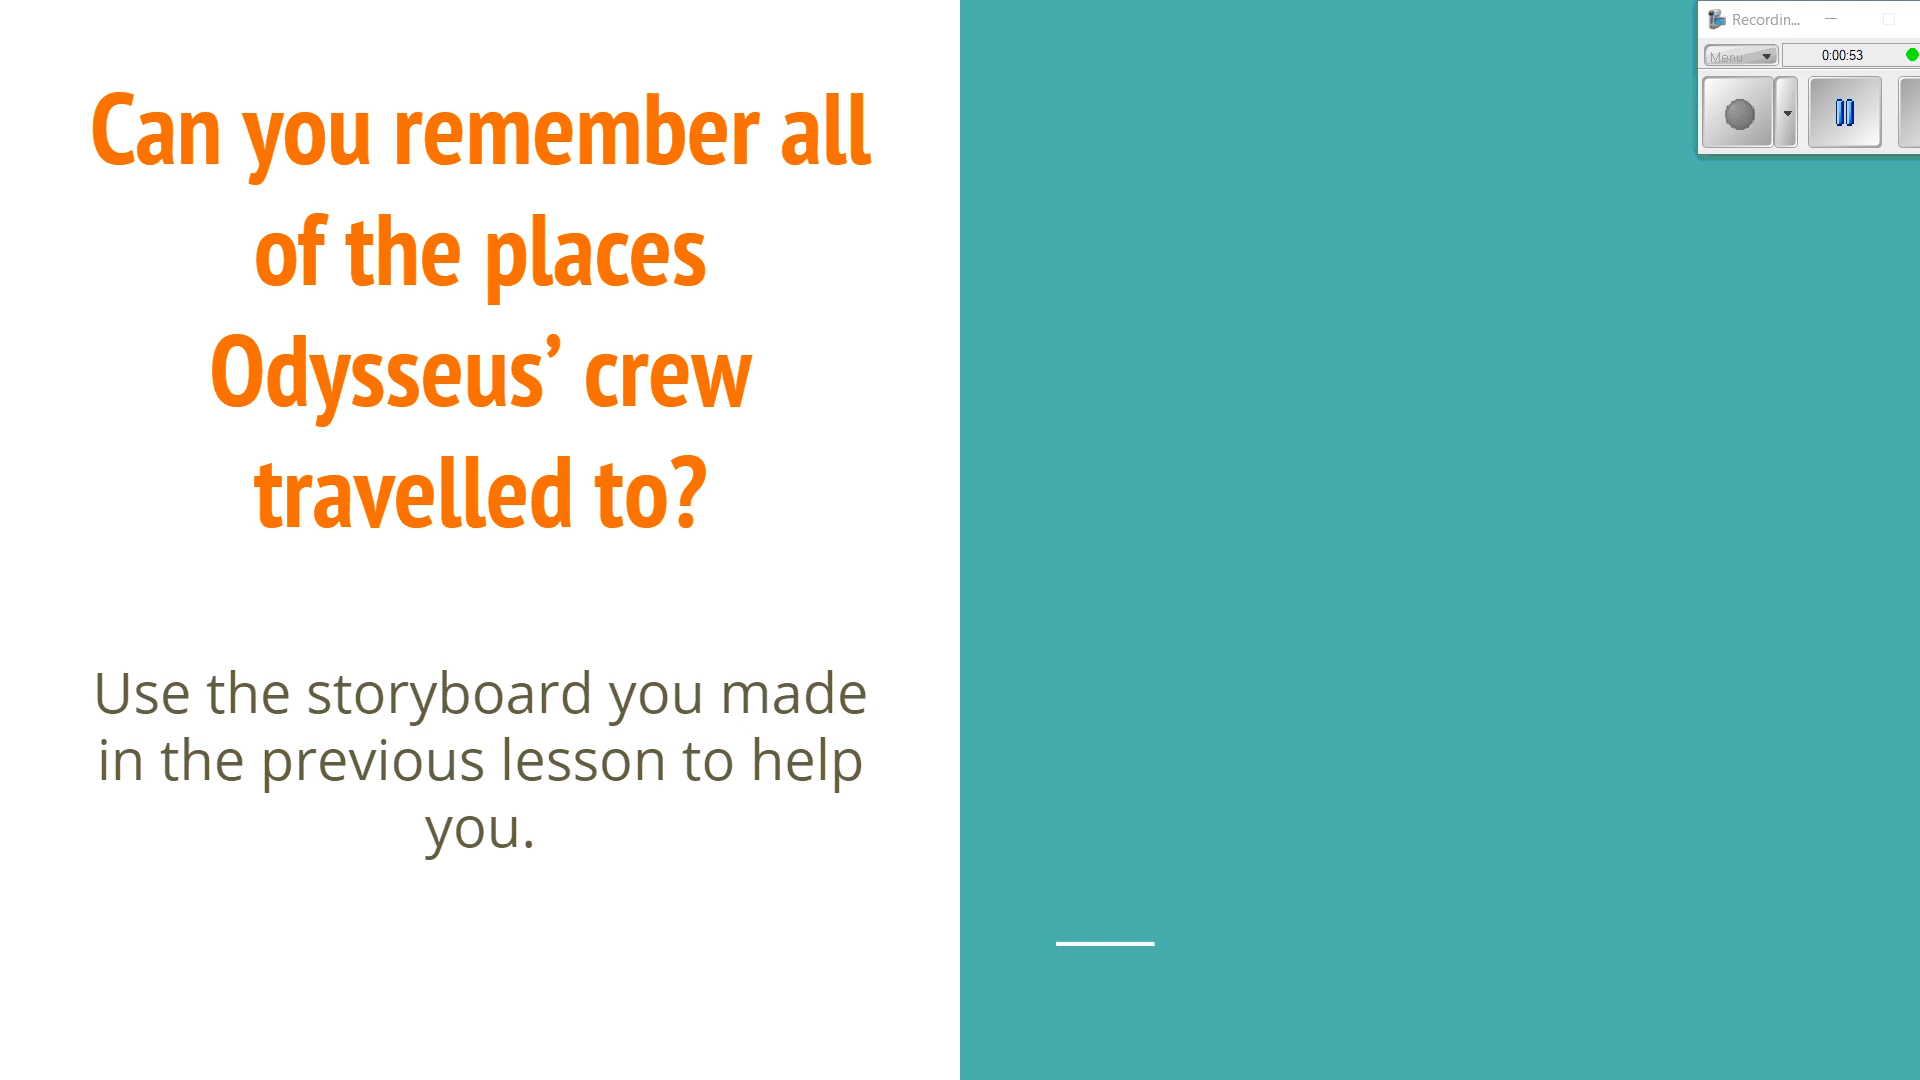 Can you remember all
of the places
Odysseus’ crew
travelled to?
Use the storyboard you made
in the previous lesson to help
you.
Recordin...
Menu
0:00:53